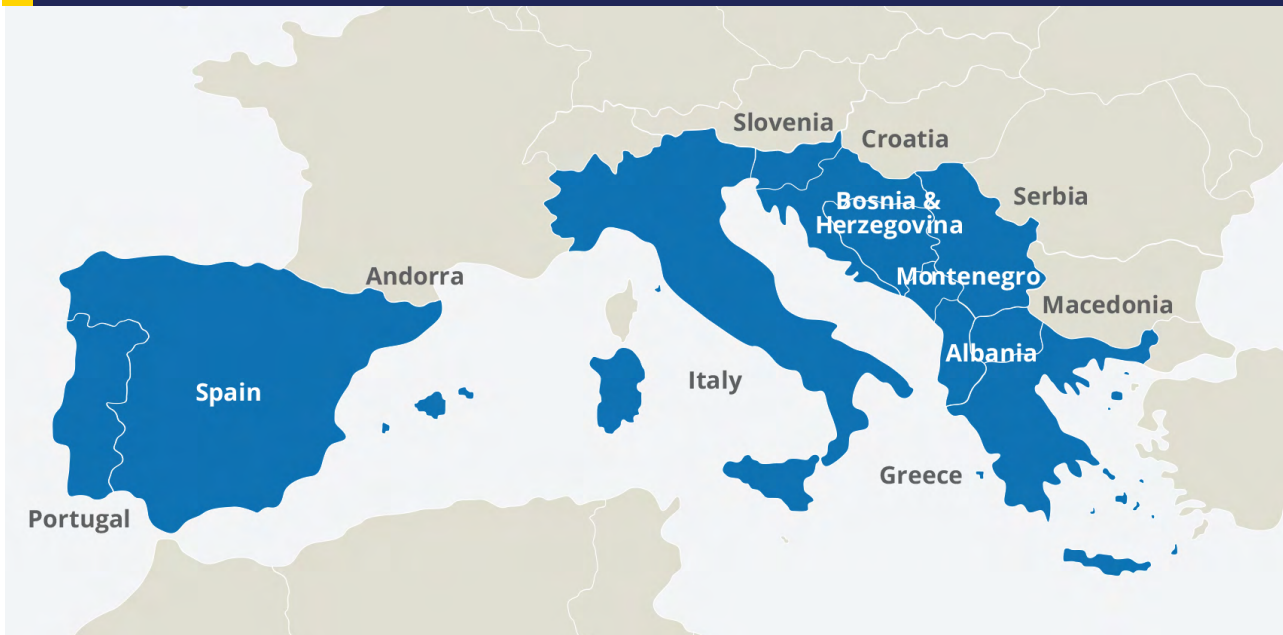 Slovenia
Croatia
Bosnia &
Herzegovina
Serbia
Andorra
Montenegro
Macedonia
Albania
Spain
Italy
Greece
Portugal